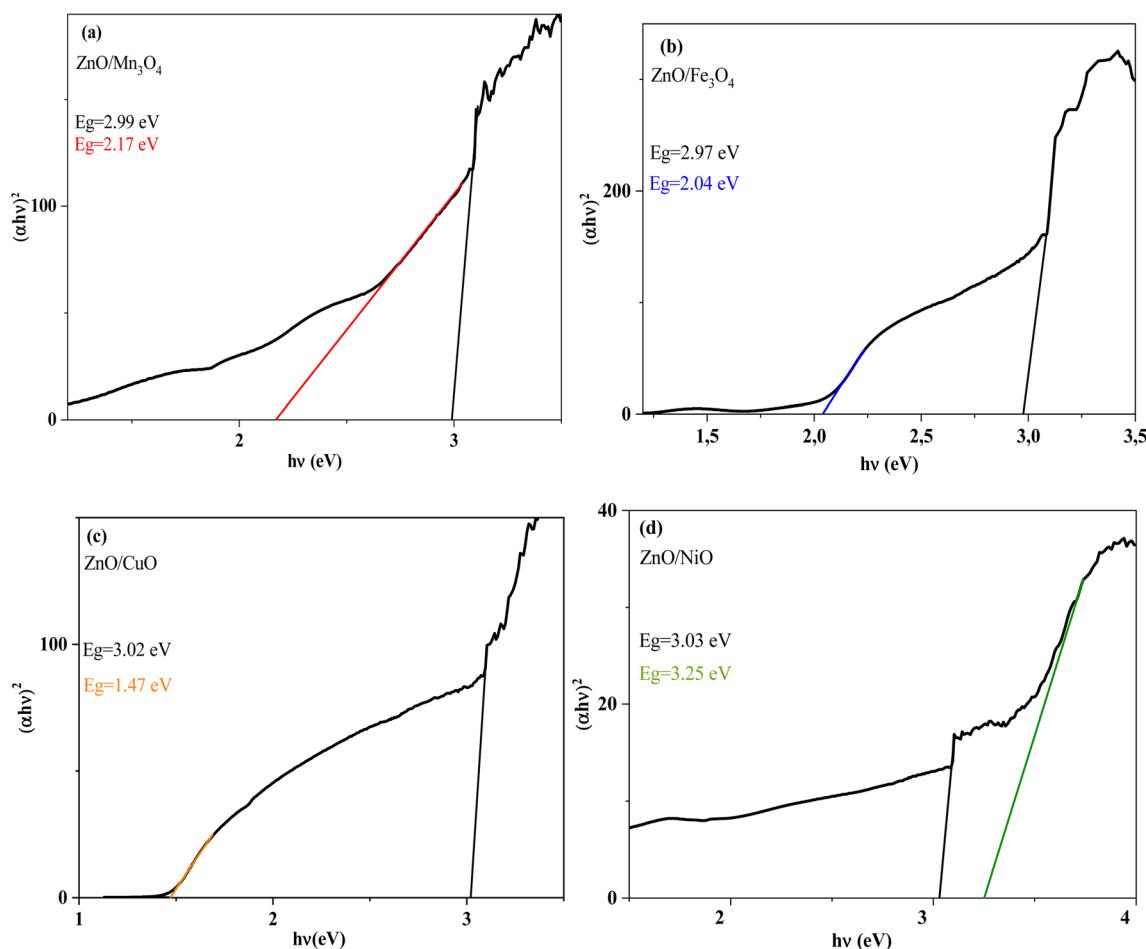 (a)
ZnO/Mn₃O₄
Eg=2.99 eV
Eg=2.17 eV
100
0
(αhν)²
2
3
hν (eV)
(b)
ZnO/Fe₃O₄
Eg=2.97 eV
Eg=2.04 eV
200
0
(αhν)²
1,5
2,0
2,5
3,0
3,5
hν (eV)
(c)
ZnO/CuO
Eg=3.02 eV
Eg=1.47 eV
100
0
(αhν)²
1
2
3
hν(eV)
(d)
ZnO/NiO
Eg=3.03 eV
Eg=3.25 eV
40
20
0
(αhν)²
2
3
4
hν (eV)